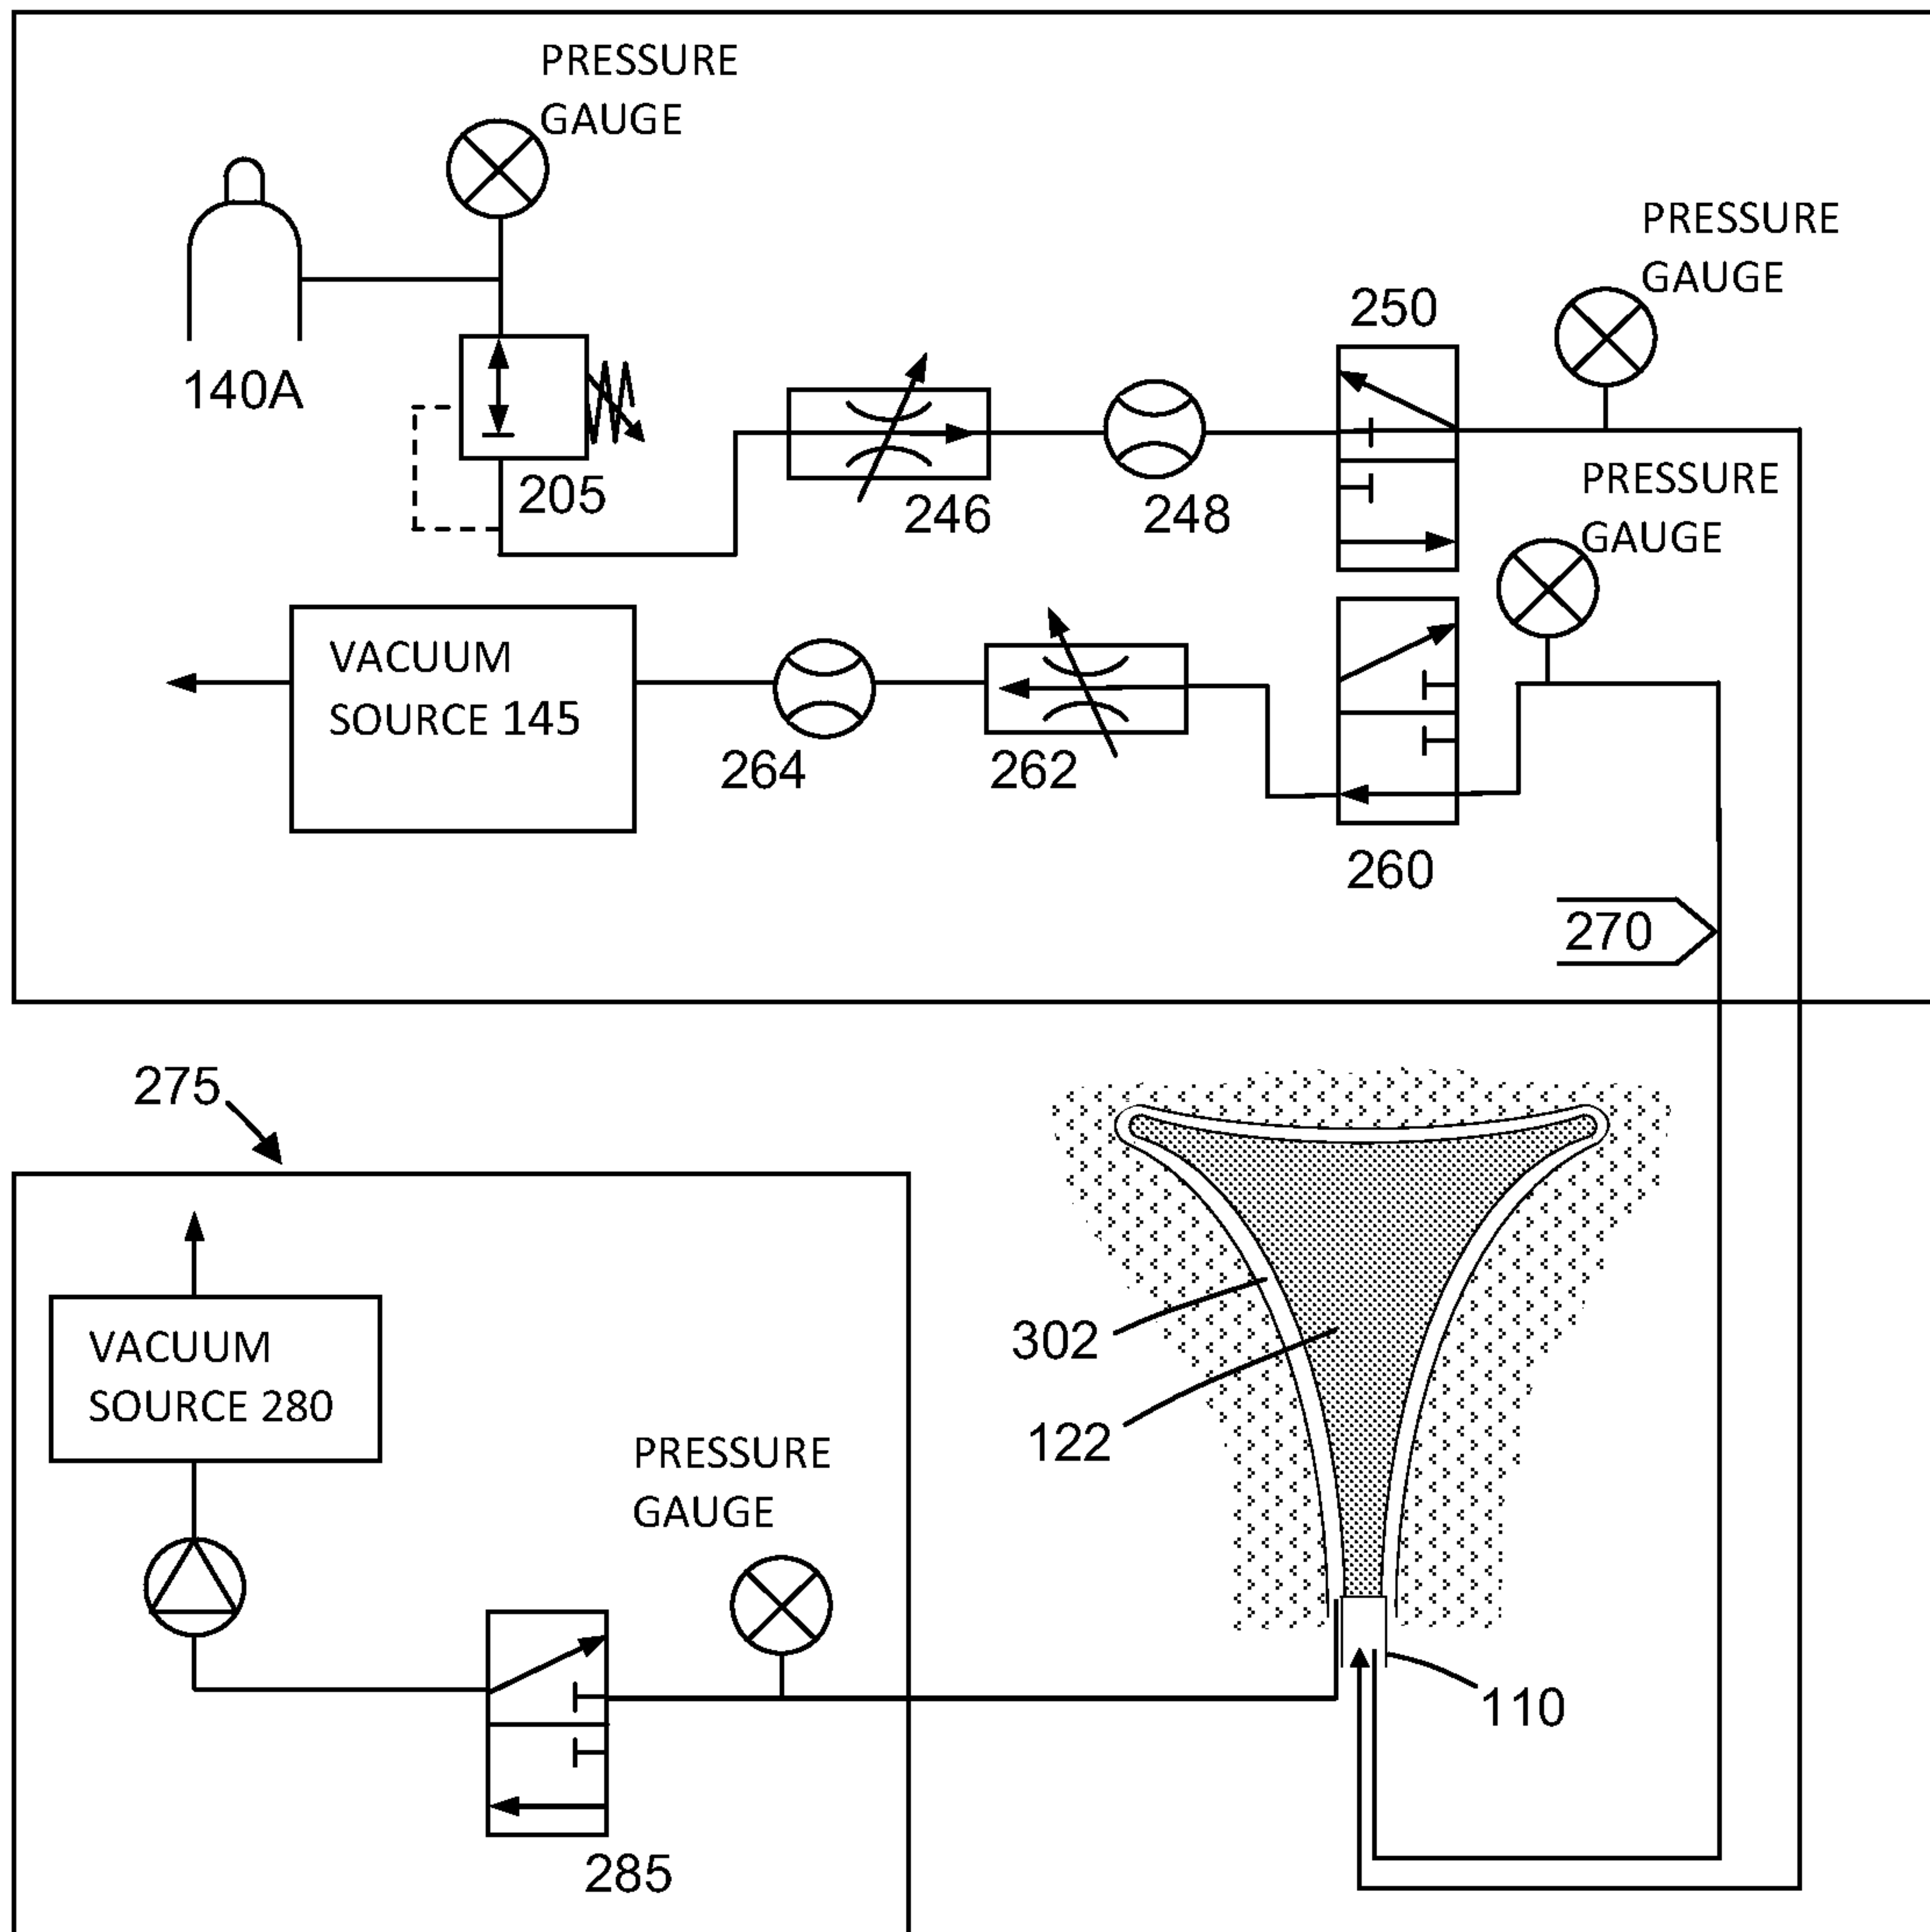 PRESSURE
GAUGE
140A
205
246
248
250
PRESSURE
GAUGE
PRESSURE
GAUGE
VACUUM
SOURCE 145
264
262
260
270
275
VACUUM
SOURCE 280
PRESSURE
GAUGE
285
302
122
110